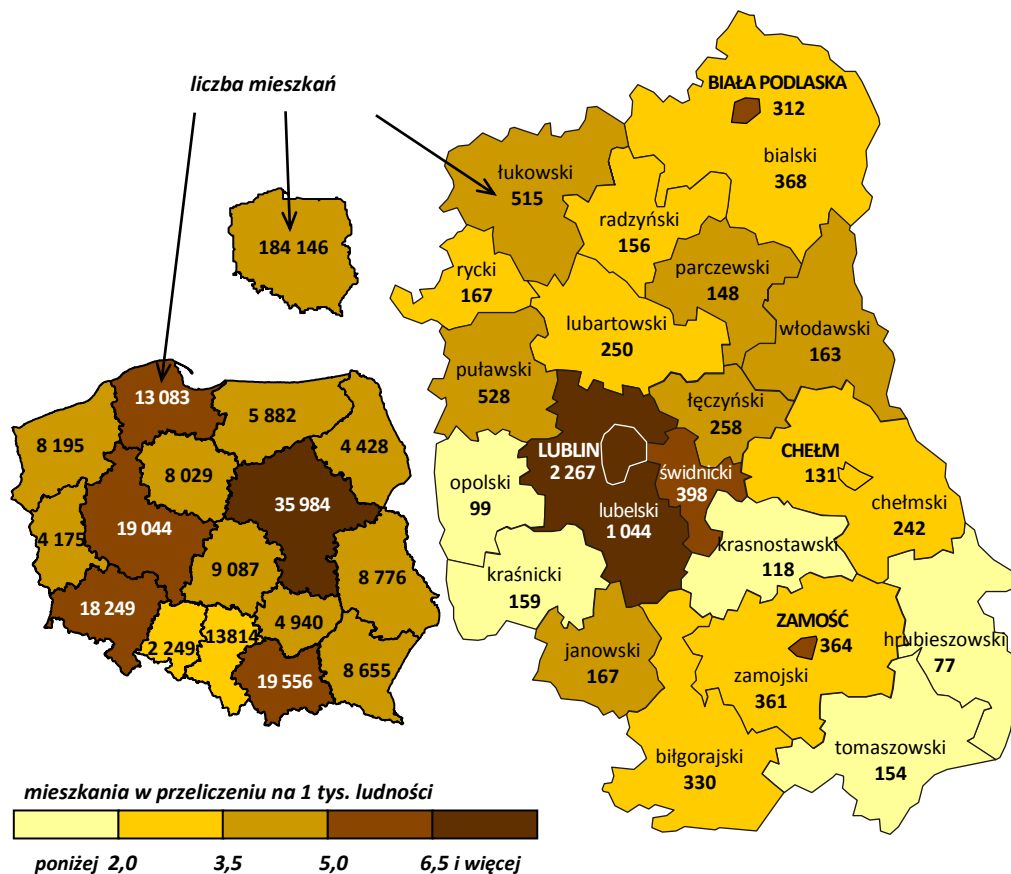 liczba mieszkań
184 146
13 083
5 882
8 195
4 428
8 029
35 984
19 044
4 175
9 087
8 776
18 249
4 940
2 249
13814
8 655
19 556
BIAŁA PODLASKA
312
bialski
368
łukowski
515
radzyński
156
rycki
167
parczewski
148
lubartowski
250
włodawski
163
puławski
528
łęczyński
258
LUBLIN
2 267
świdnicki
398
CHEŁM
131
opolski
99
lubelski
1 044
chełmski
242
krasnostawski
118
kraśnicki
159
ZAMOŚĆ
364
hrubieszowski
77
janowski
167
zamojski
361
biłgorajski
330
tomaszowski
154
mieszkania w przeliczeniu na 1 tys. ludności
poniżej 2,0 3,5 5,0 6,5 i więcej